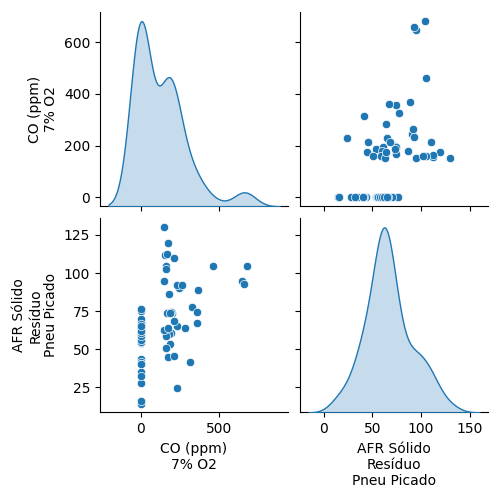 600
400
200
0
CO (ppm)
7% O2
125
100
75
50
25
AFR Sólido
Resíduo
Pneu Picado
0 500
0 50 100 150
CO (ppm)
7% O2
AFR Sólido
Resíduo
Pneu Picado